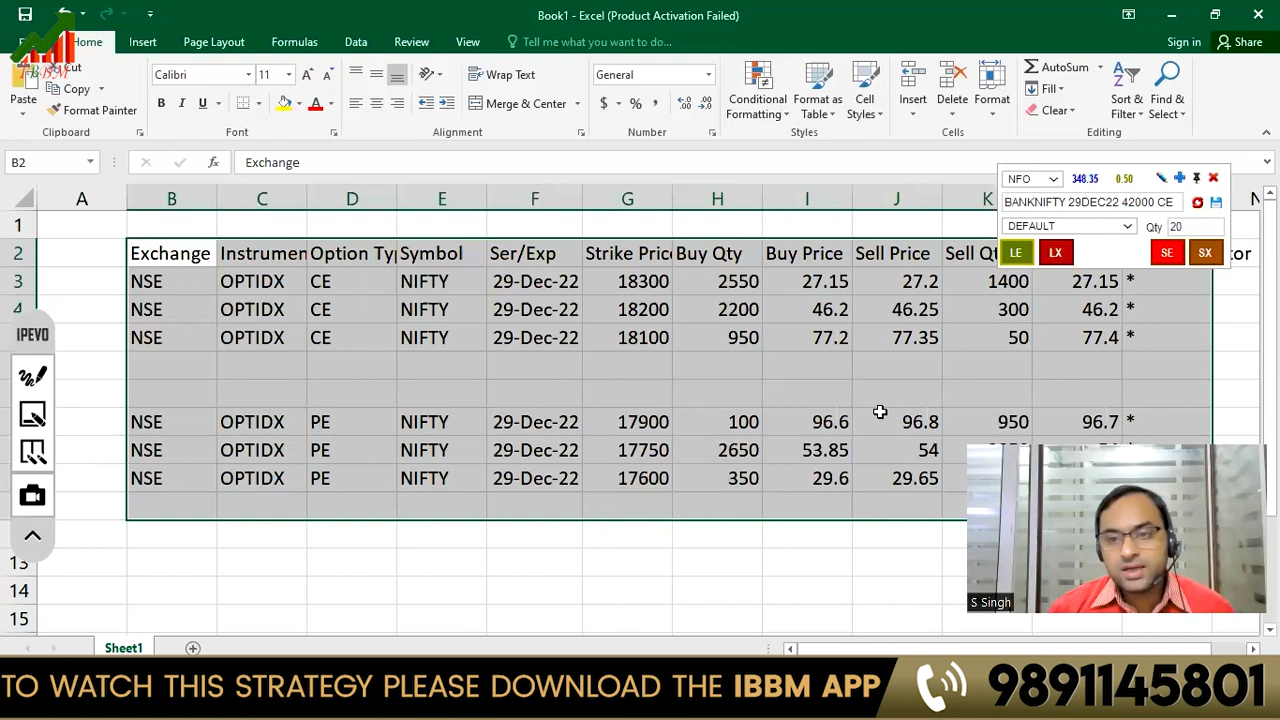 Book1 - Excel (Product Activation Failed)
Home Insert Page Layout Formulas Data Review View Tell me what you want to do... Sign in Share
IBBM
Cut
Copy
Format Painter
Paste
Calibri 11
B I U
Wrap Text
Merge & Center
General
$ % ,
Conditional Formatting
Format as Table
Cell Styles
Insert Delete Format
AutoSum
Fill
Clear
Sort & Filter
Find & Select
Clipboard Font Alignment Number Styles Cells Editing
B2 fx Exchange
NFO 348.35 0.50
BANKNIFTY 29DEC22 42000 CE
DEFAULT Qty 20
LE LX SE SX
A B C D E F G H I J K
1
2 Exchange Instrumen Option Ty Symbol Ser/Exp Strike Pric Buy Qty Buy Price Sell Price Sell Q
3 NSE OPTIDX CE NIFTY 29-Dec-22 18300 2550 27.15 27.2 1400 27.15 *
4 NSE OPTIDX CE NIFTY 29-Dec-22 18200 2200 46.2 46.25 300 46.2 *
NSE OPTIDX CE NIFTY 29-Dec-22 18100 950 77.2 77.35 50 77.4 *
NSE OPTIDX PE NIFTY 29-Dec-22 17900 100 96.6 96.8 950 96.7 *
NSE OPTIDX PE NIFTY 29-Dec-22 17750 2650 53.85 54
NSE OPTIDX PE NIFTY 29-Dec-22 17600 350 29.6 29.65
13
14
15
IPEVO
S Singh
Sheet1
TO WATCH THIS STRATEGY PLEASE DOWNLOAD THE IBBM APP
9891145801